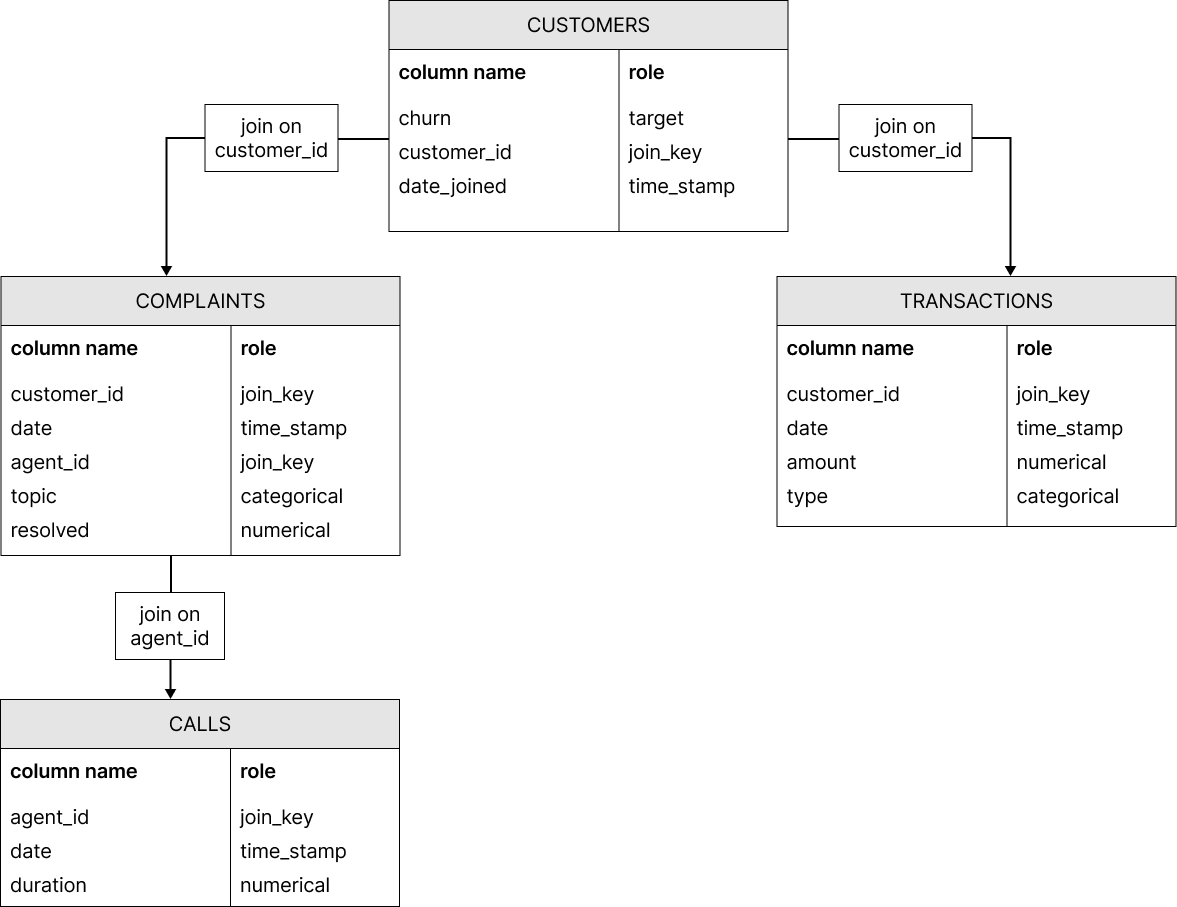 CUSTOMERS
column name role
churn target
customer_id join_key
date_joined time_stamp
join on
customer_id
join on
customer_id
COMPLAINTS
column name role
customer_id join_key
date time_stamp
agent_id join_key
topic categorical
resolved numerical
TRANSACTIONS
column name role
customer_id join_key
date time_stamp
amount numerical
type categorical
join on
agent_id
CALLS
column name role
agent_id join_key
date time_stamp
duration numerical